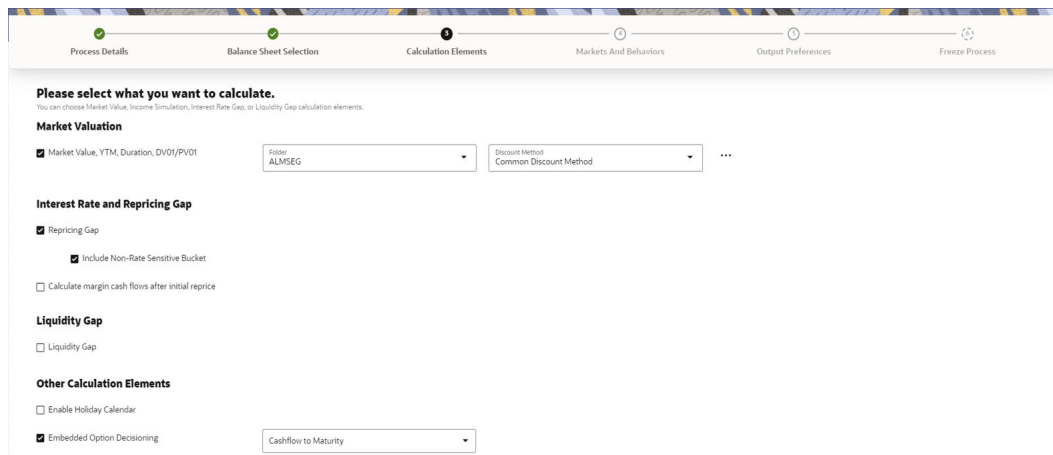 3
4
5
6
Process Details
Balance Sheet Selection
Calculation Elements
Markets And Behaviors
Output Preferences
Freeze Process
Please select what you want to calculate.
You can choose Market Value, Income Simulation, Interest Rate Gap, or Liquidity Gap calculation elements.
Market Valuation
Market Value, YTM, Duration, DV01/PV01
Folder
ALMSEG
Discount Method
Common Discount Method
...
Interest Rate and Repricing Gap
Repricing Gap
Include Non-Rate Sensitive Bucket
Calculate margin cash flows after initial reprice
Liquidity Gap
Liquidity Gap
Other Calculation Elements
Enable Holiday Calendar
Embedded Option Decisioning
Cashflow to Maturity